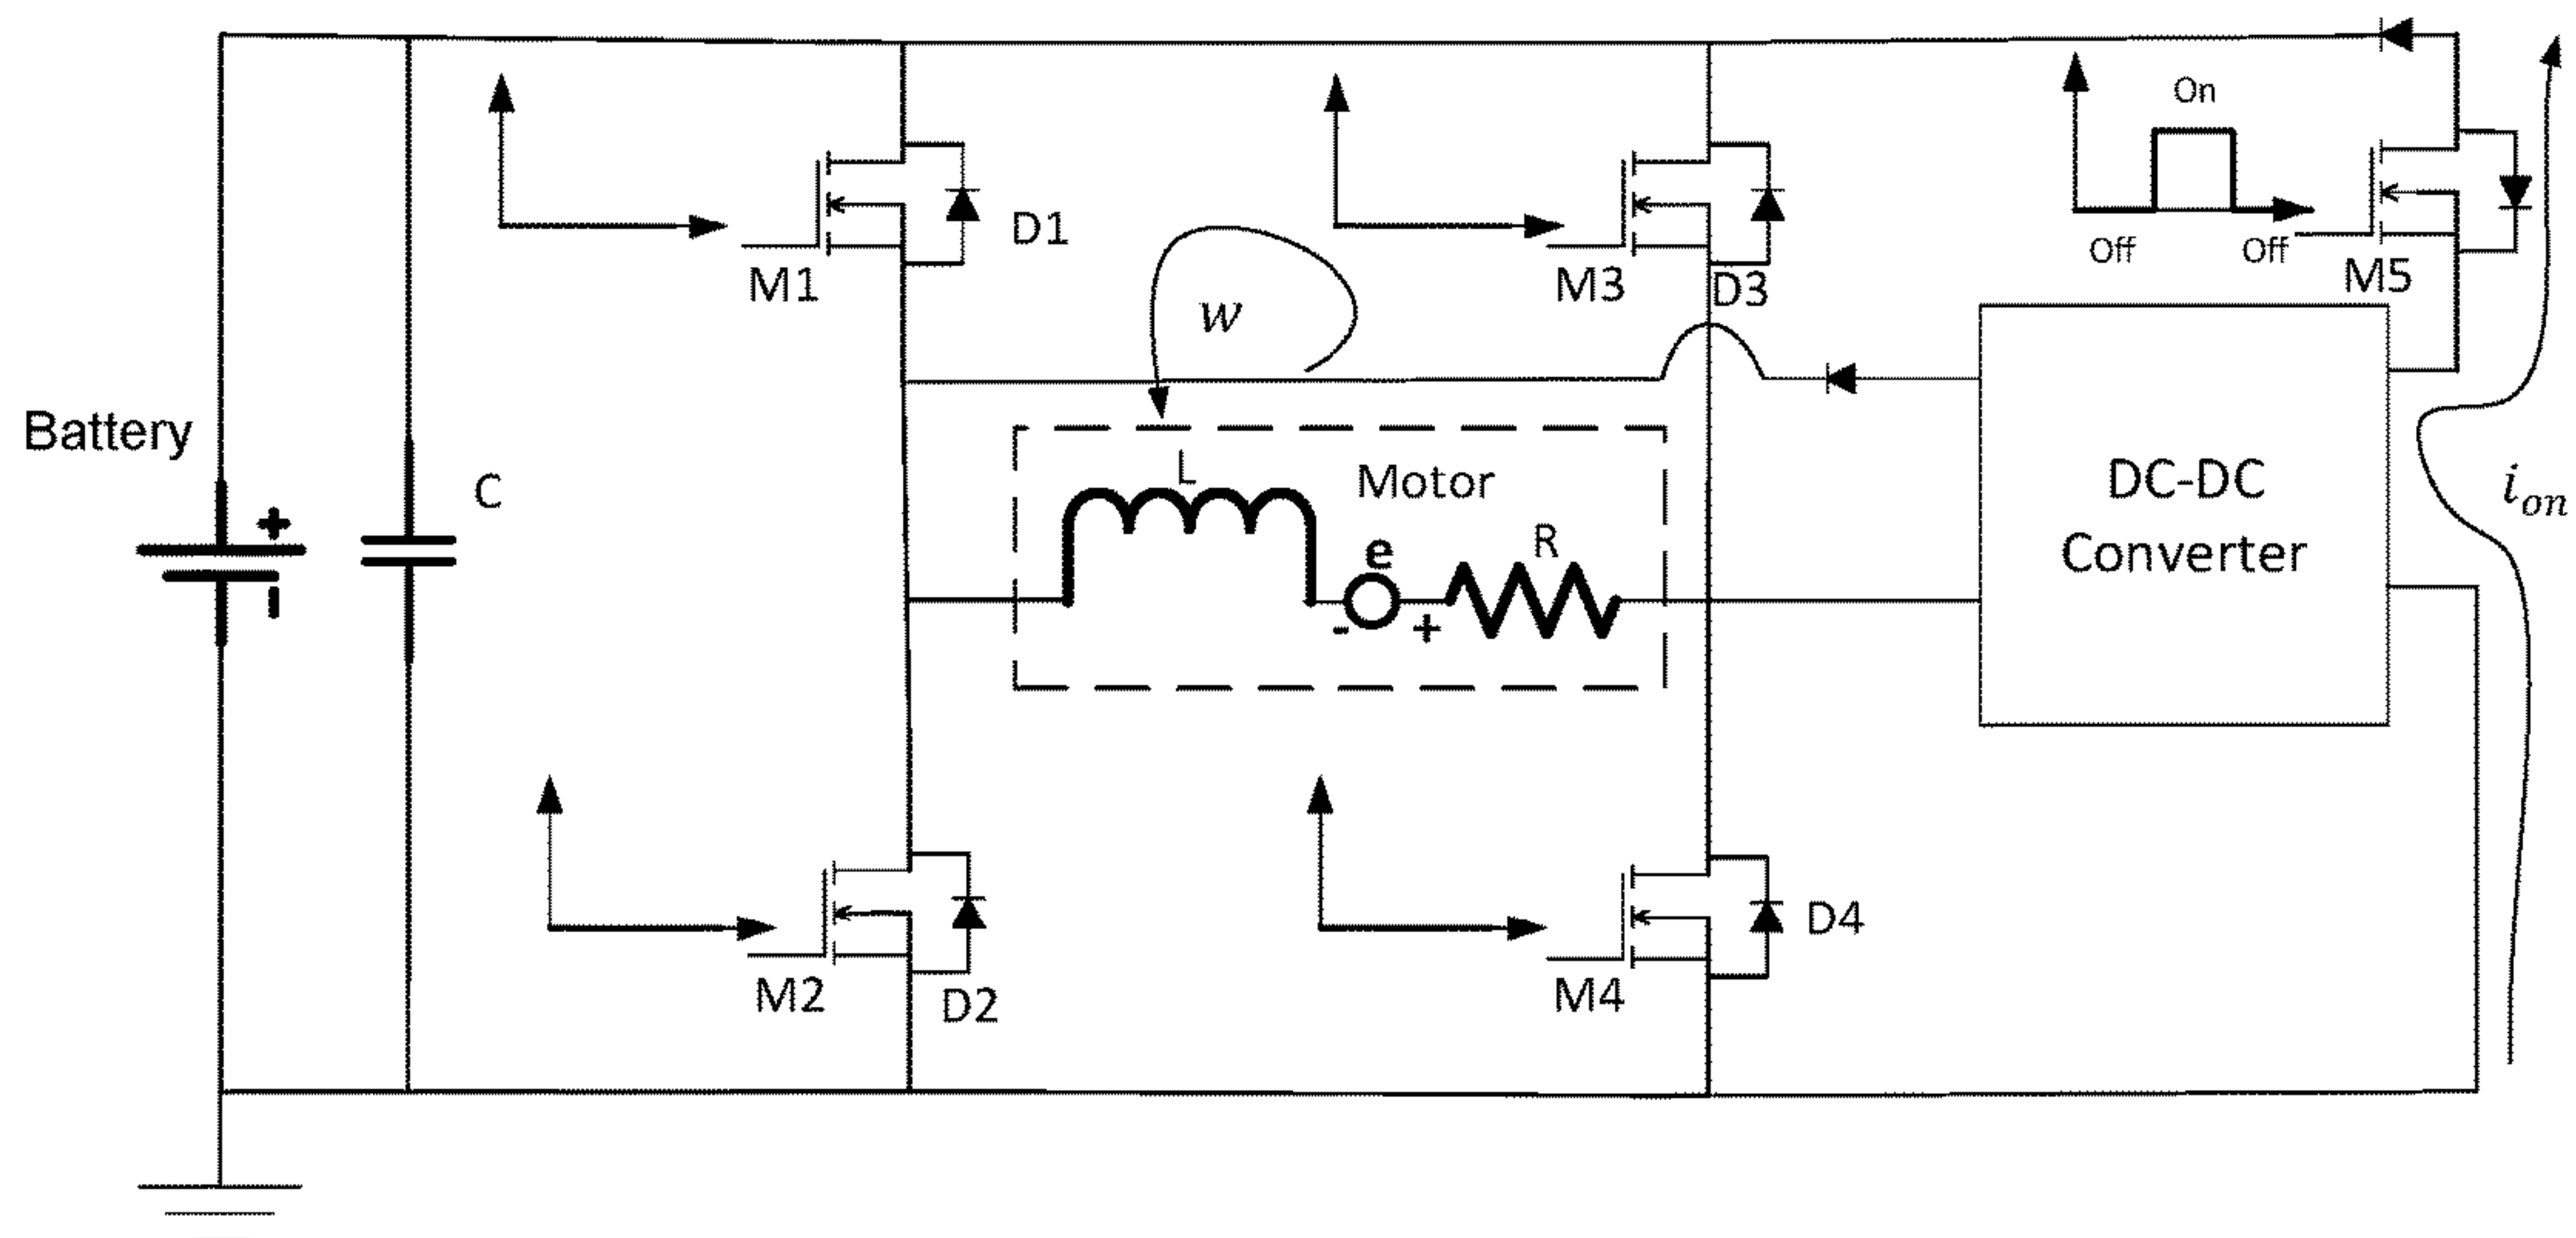 On
Off
Off
M5
D1
M1
M3
D3
w
Battery
+
-
C
L
Motor
e
R
-
+
DC-DC
Converter
i_on
M2
D2
M4
D4